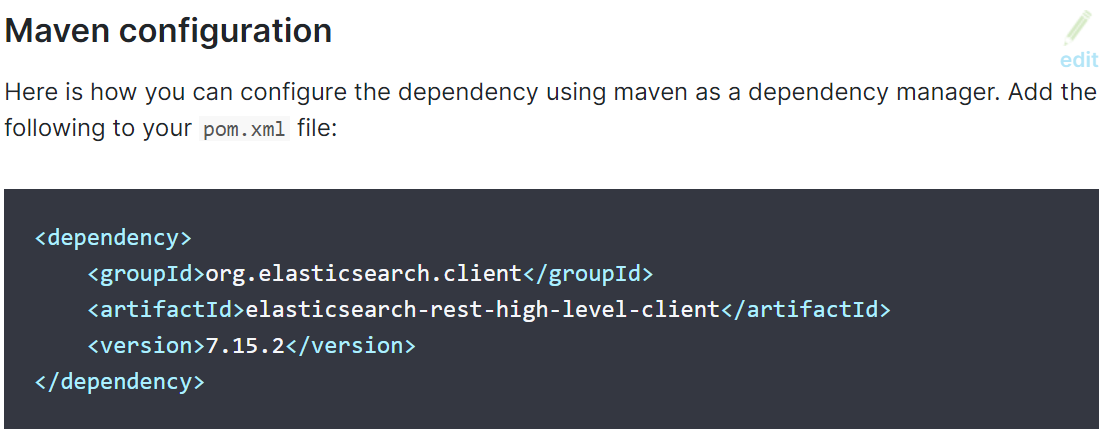 Maven configuration
edit
Here is how you can configure the dependency using maven as a dependency manager. Add the
following to your pom.xml file:
<dependency>
    <groupId>org.elasticsearch.client</groupId>
    <artifactId>elasticsearch-rest-high-level-client</artifactId>
    <version>7.15.2</version>
</dependency>